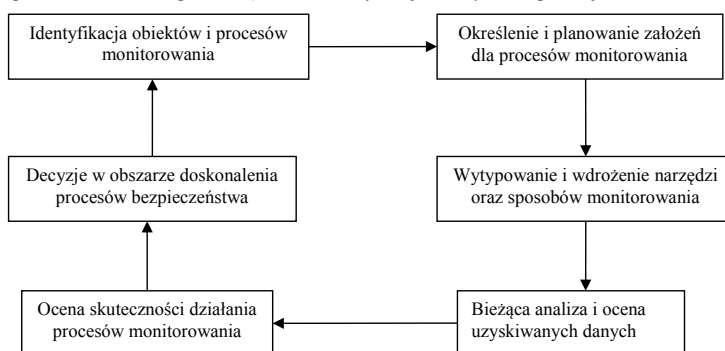 Identyfikacja obiektów i procesów
monitorowania
Określenie i planowanie założeń
dla procesów monitorowania
Decyzje w obszarze doskonalenia
procesów bezpieczeństwa
Wytypowanie i wdrożenie narzędzi
oraz sposobów monitorowania
Ocena skuteczności działania
procesów monitorowania
Bieżąca analiza i ocena
uzyskiwanych danych